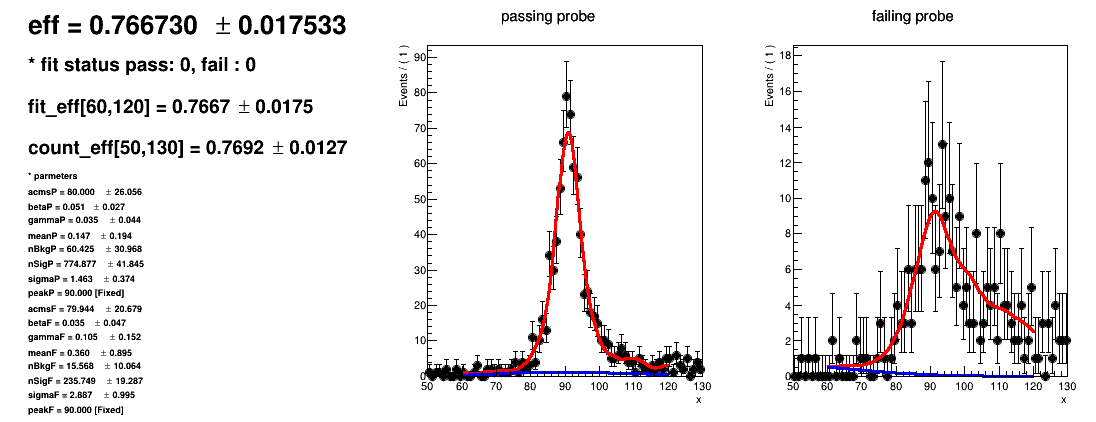 eff = 0.766730 ± 0.017533
* fit status pass: 0, fail : 0
fit_eff[60,120] = 0.7667 ± 0.0175
count_eff[50,130] = 0.7692 ± 0.0127
* parmeters
acmsP = 80.000 ± 26.056
betaP = 0.051 ± 0.027
gammaP = 0.035 ± 0.044
meanP = 0.147 ± 0.194
nBkgP = 60.425 ± 30.968
nSigP = 774.877 ± 41.845
sigmaP = 1.463 ± 0.374
peakP = 90.000 [Fixed]
acmsF = 79.944 ± 20.679
betaF = 0.035 ± 0.047
gammaF = 0.105 ± 0.152
meanF = 0.360 ± 0.895
nBkgF = 15.568 ± 10.064
nSigF = 235.749 ± 19.287
sigmaF = 2.887 ± 0.995
peakF = 90.000 [Fixed]
passing probe
Events / ( 1 )
90
80
70
60
50
40
30
20
10
0
50 60 70 80 90 100 110 120 130
x
failing probe
Events / ( 1 )
18
16
14
12
10
8
6
4
2
0
50 60 70 80 90 100 110 120 130
x